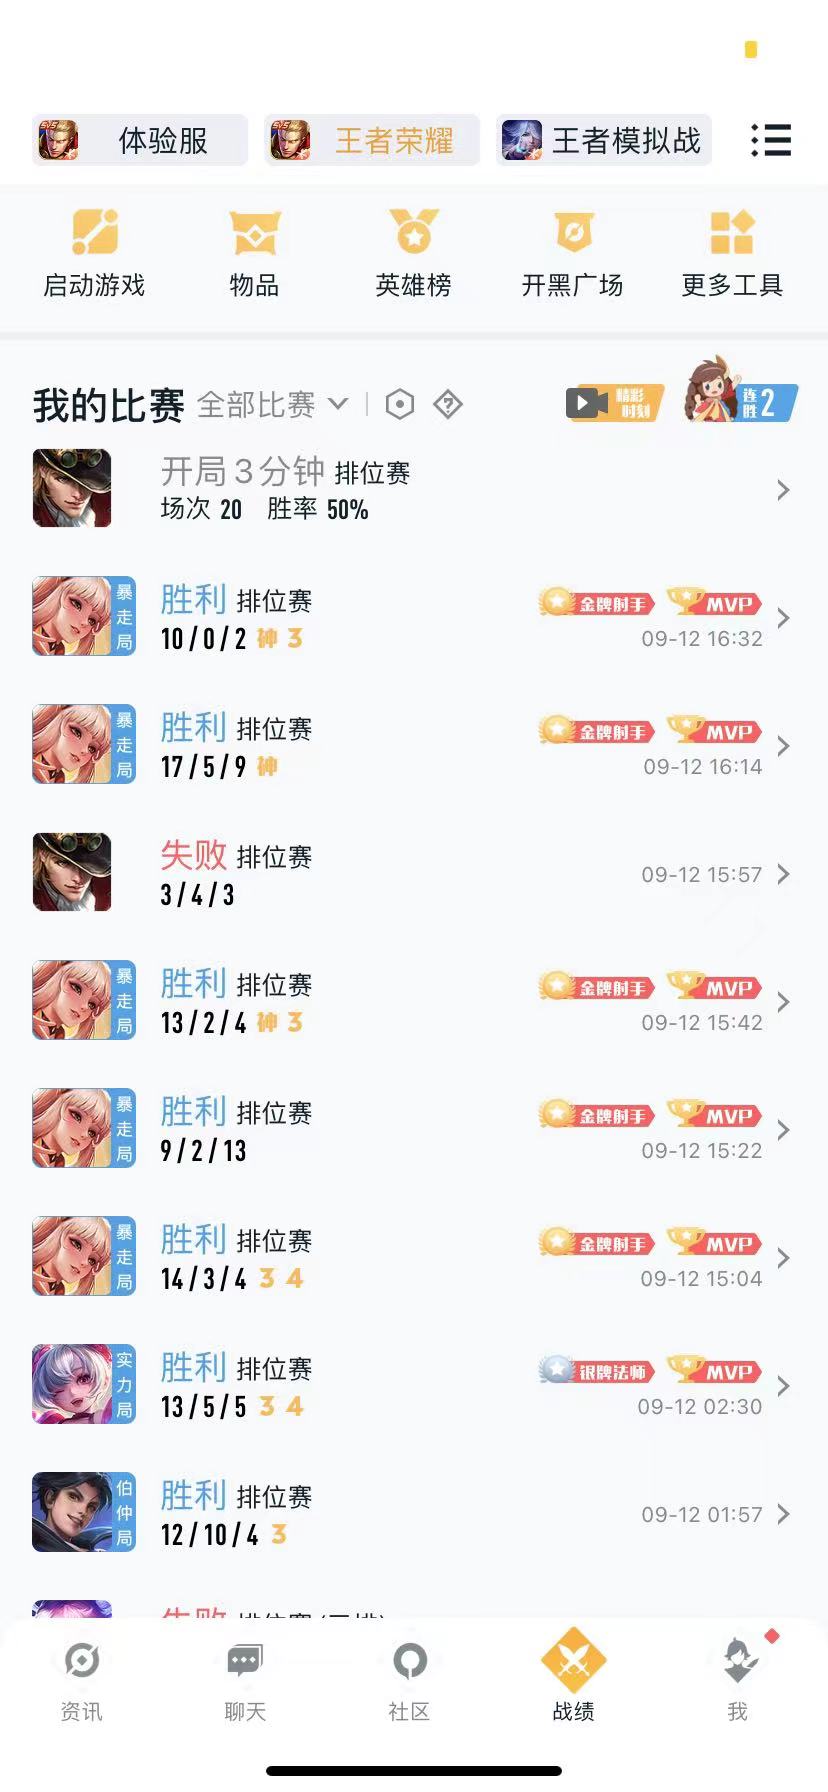 体验服 王者荣耀 王者模拟战
启动游戏 物品 英雄榜 开黑广场 更多工具
我的比赛 全部比赛 精彩时刻 连胜2
开局3分钟 排位赛
场次 20 胜率 50%
暴走局 胜利 排位赛 金牌射手 MVP
10/0/2 神 3 09-12 16:32
暴走局 胜利 排位赛 金牌射手 MVP
17/5/9 神 09-12 16:14
失败 排位赛
3/4/3 09-12 15:57
暴走局 胜利 排位赛 金牌射手 MVP
13/2/4 神 3 09-12 15:42
暴走局 胜利 排位赛 金牌射手 MVP
9/2/13 09-12 15:22
暴走局 胜利 排位赛 金牌射手 MVP
14/3/4 3 4 09-12 15:04
实力局 胜利 排位赛 银牌法师 MVP
13/5/5 3 4 09-12 02:30
伯仲局 胜利 排位赛
12/10/4 3 09-12 01:57
资讯 聊天 社区 战绩 我